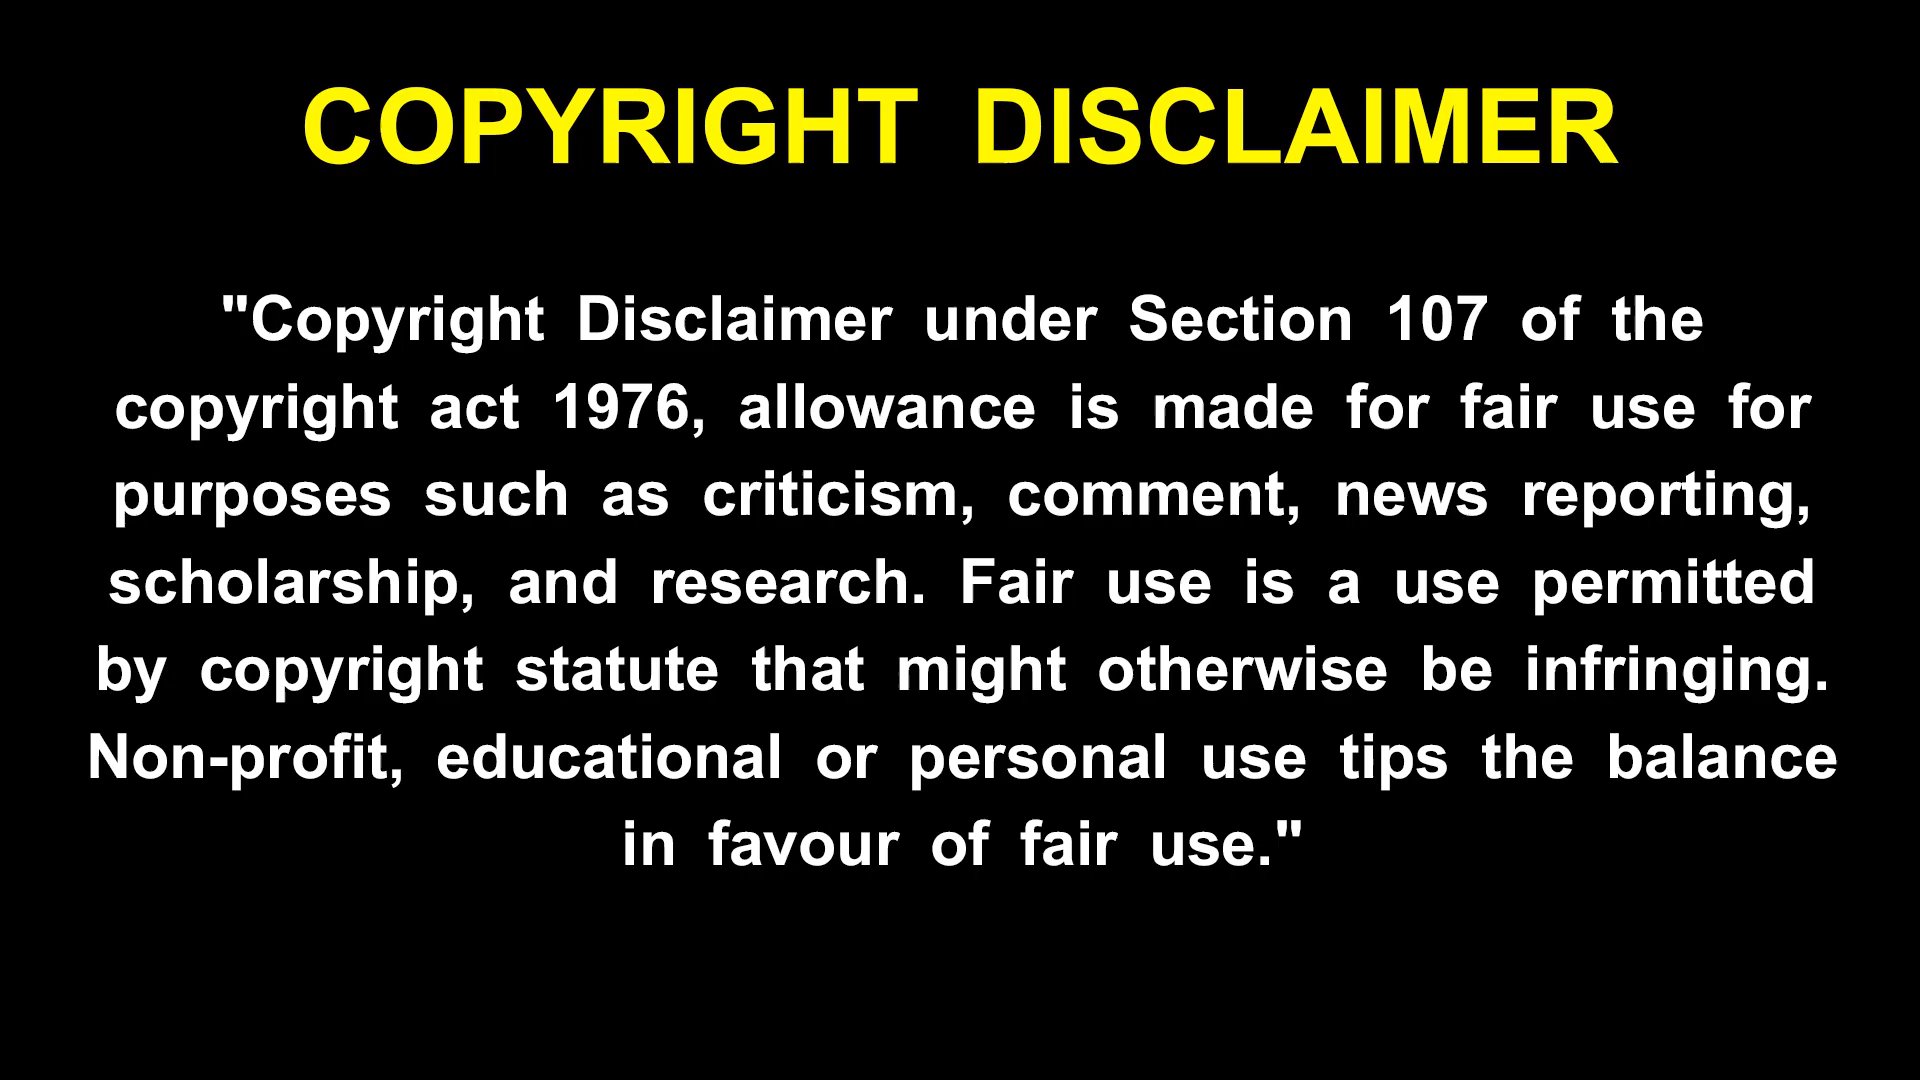 COPYRIGHT DISCLAIMER
"Copyright Disclaimer under Section 107 of the
copyright act 1976, allowance is made for fair use for
purposes such as criticism, comment, news reporting,
scholarship, and research. Fair use is a use permitted
by copyright statute that might otherwise be infringing.
Non-profit, educational or personal use tips the balance
in favour of fair use."